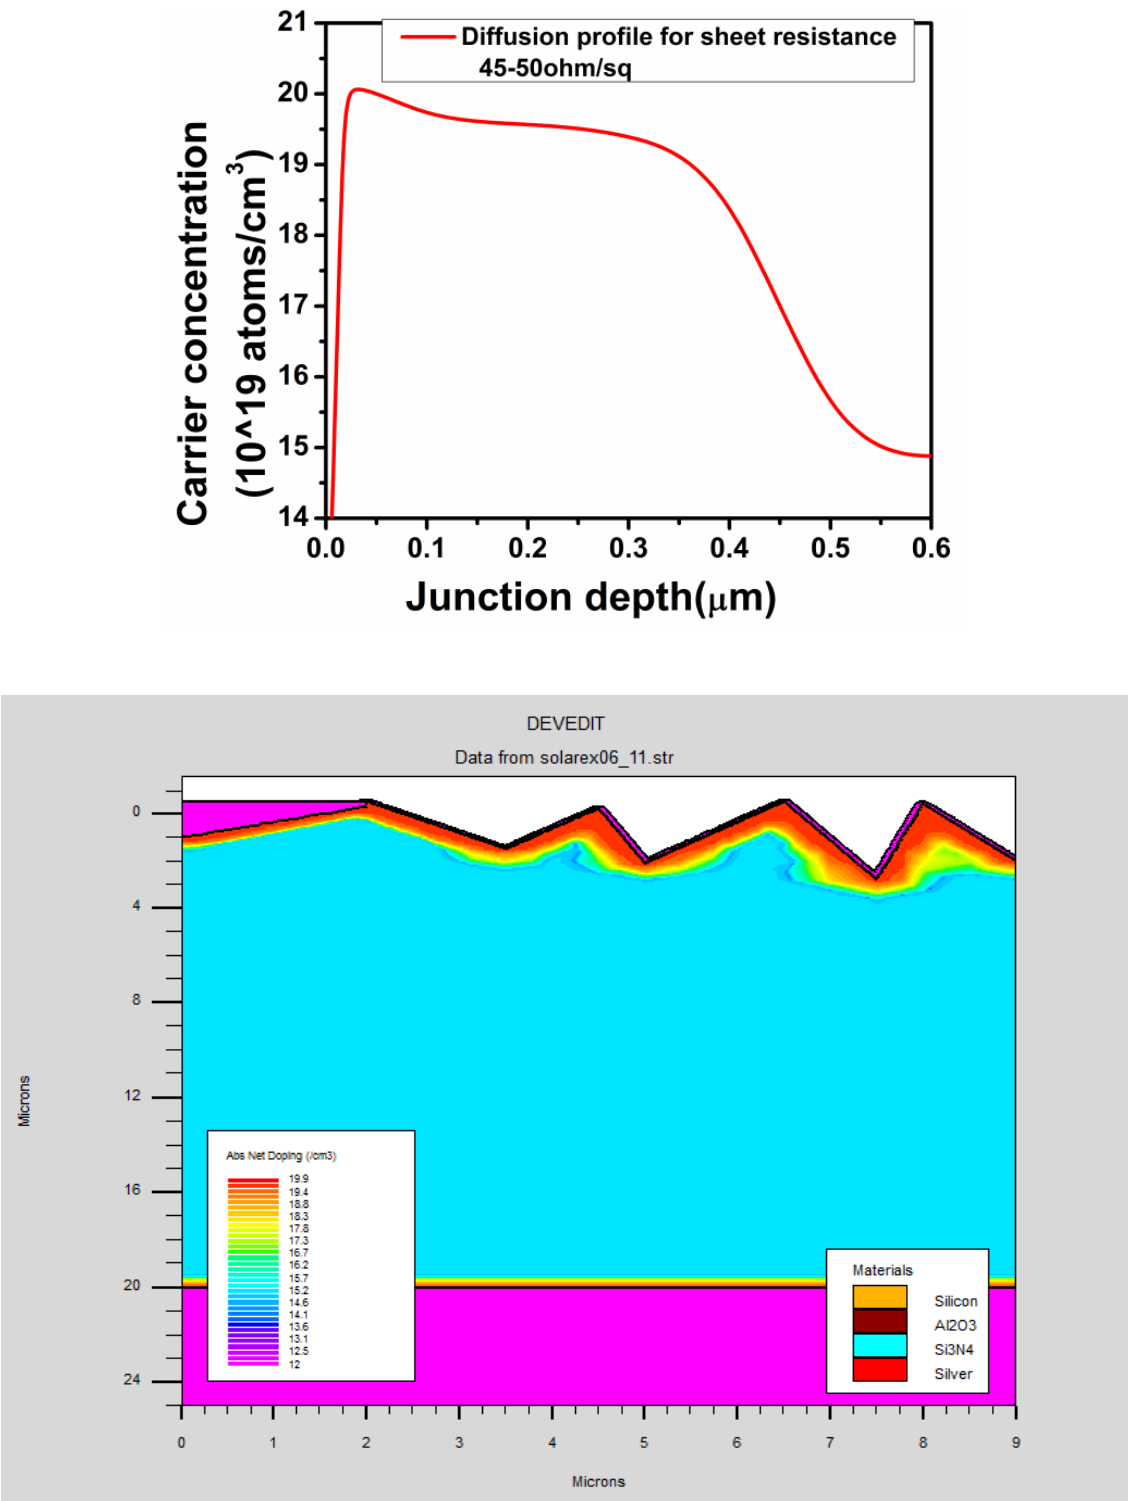 21
20
19
18
17
16
15
14
Diffusion profile for sheet resistance
45-50ohm/sq
Carrier concentration
(10^19 atoms/cm3)
0.0 0.1 0.2 0.3 0.4 0.5 0.6
Junction depth(μm)
DEVEDIT
Data from solarex06_11.str
0
4
8
12
16
20
24
Microns
Abs Net Doping (/cm3)
19.9
19.4
18.8
18.3
17.8
17.3
16.7
16.2
15.7
15.2
14.6
14.1
13.6
13.1
12.5
12
Materials
Silicon
Al2O3
Si3N4
Silver
0 1 2 3 4 5 6 7 8 9
Microns